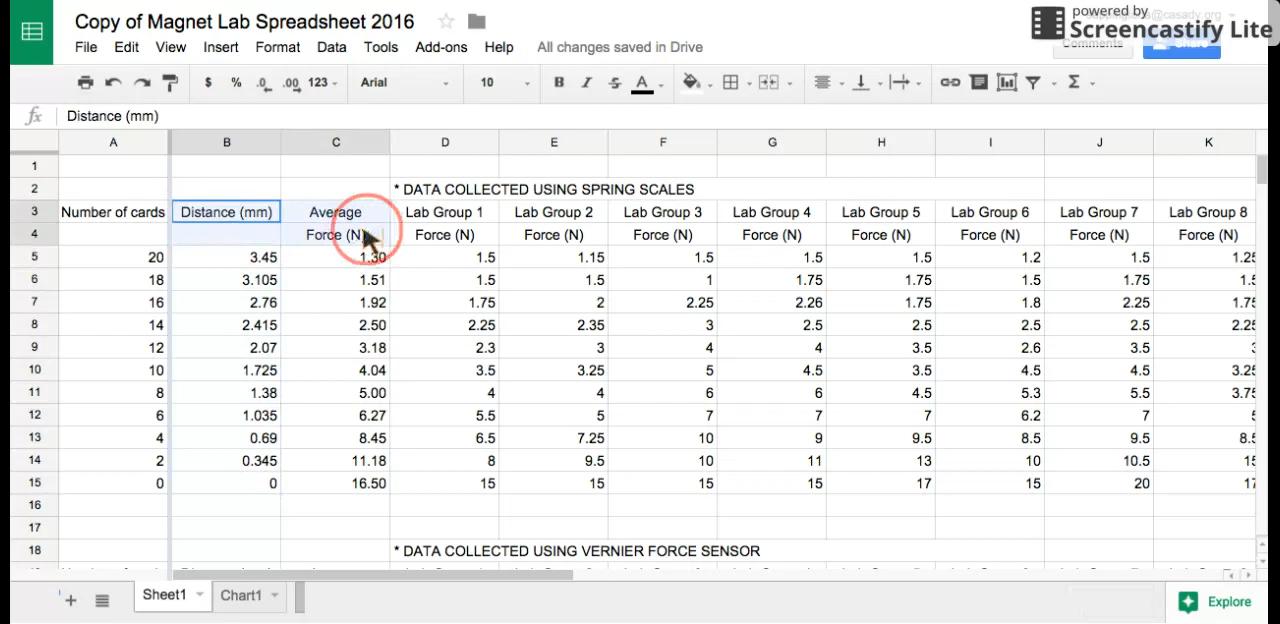 Copy of Magnet Lab Spreadsheet 2016
powered by
Screencastify Lite
File Edit View Insert Format Data Tools Add-ons Help All changes saved in Drive
Comments Share
$ % .0 .00 123 Arial 10 B I S A Σ
fx Distance (mm)
A B C D E F G H I J K
1
2 * DATA COLLECTED USING SPRING SCALES
3 Number of cards Distance (mm) Average Lab Group 1 Lab Group 2 Lab Group 3 Lab Group 4 Lab Group 5 Lab Group 6 Lab Group 7 Lab Group 8
4 Force (N) Force (N) Force (N) Force (N) Force (N) Force (N) Force (N) Force (N) Force (N)
5 20 3.45 1.30 1.5 1.15 1.5 1.5 1.5 1.2 1.5 1.25
6 18 3.105 1.51 1.5 1.5 1 1.75 1.75 1.5 1.75 1.5
7 16 2.76 1.92 1.75 2 2.25 2.26 1.75 1.8 2.25 1.75
8 14 2.415 2.50 2.25 2.35 3 2.5 2.5 2.5 2.5 2.25
9 12 2.07 3.18 2.3 3 4 4 3.5 2.6 3.5
10 10 1.725 4.04 3.5 3.25 5 4.5 3.5 4.5 4.5 3.25
11 8 1.38 5.00 4 4 6 6 4.5 5.3 5.5 3.75
12 6 1.035 6.27 5.5 5 7 7 7 6.2 7
13 4 0.69 8.45 6.5 7.25 10 9 9.5 8.5 9.5 8.5
14 2 0.345 11.18 8 9.5 10 11 13 10 10.5 15
15 0 0 16.50 15 15 15 15 17 15 20 17
16
17
18 * DATA COLLECTED USING VERNIER FORCE SENSOR
+ Sheet1 Chart1 Explore